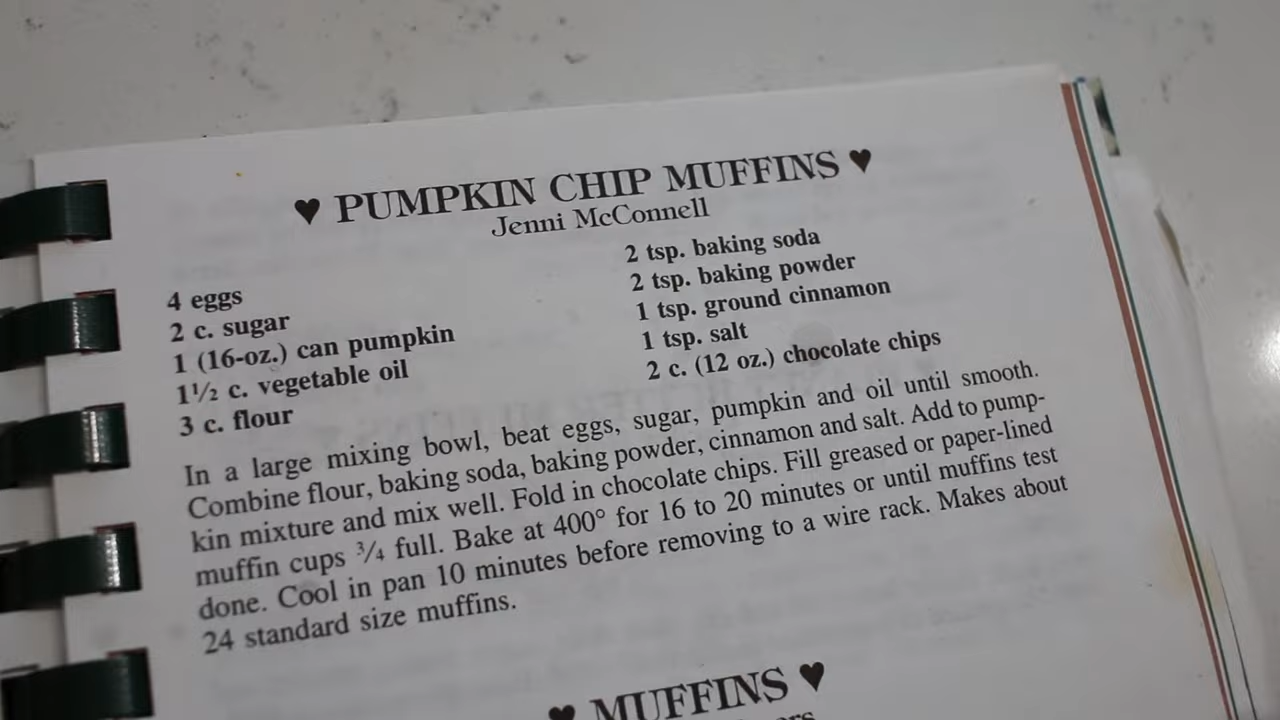 ♥ PUMPKIN CHIP MUFFINS ♥
Jenni McConnell
4 eggs
2 c. sugar
1 (16-oz.) can pumpkin
1½ c. vegetable oil
3 c. flour
2 tsp. baking soda
2 tsp. baking powder
1 tsp. ground cinnamon
1 tsp. salt
2 c. (12 oz.) chocolate chips
In a large mixing bowl, beat eggs, sugar, pumpkin and oil until smooth.
Combine flour, baking soda, baking powder, cinnamon and salt. Add to pump-
kin mixture and mix well. Fold in chocolate chips. Fill greased or paper-lined
muffin cups ¾ full. Bake at 400° for 16 to 20 minutes or until muffins test
done. Cool in pan 10 minutes before removing to a wire rack. Makes about
24 standard size muffins.
♥ MUFFINS ♥